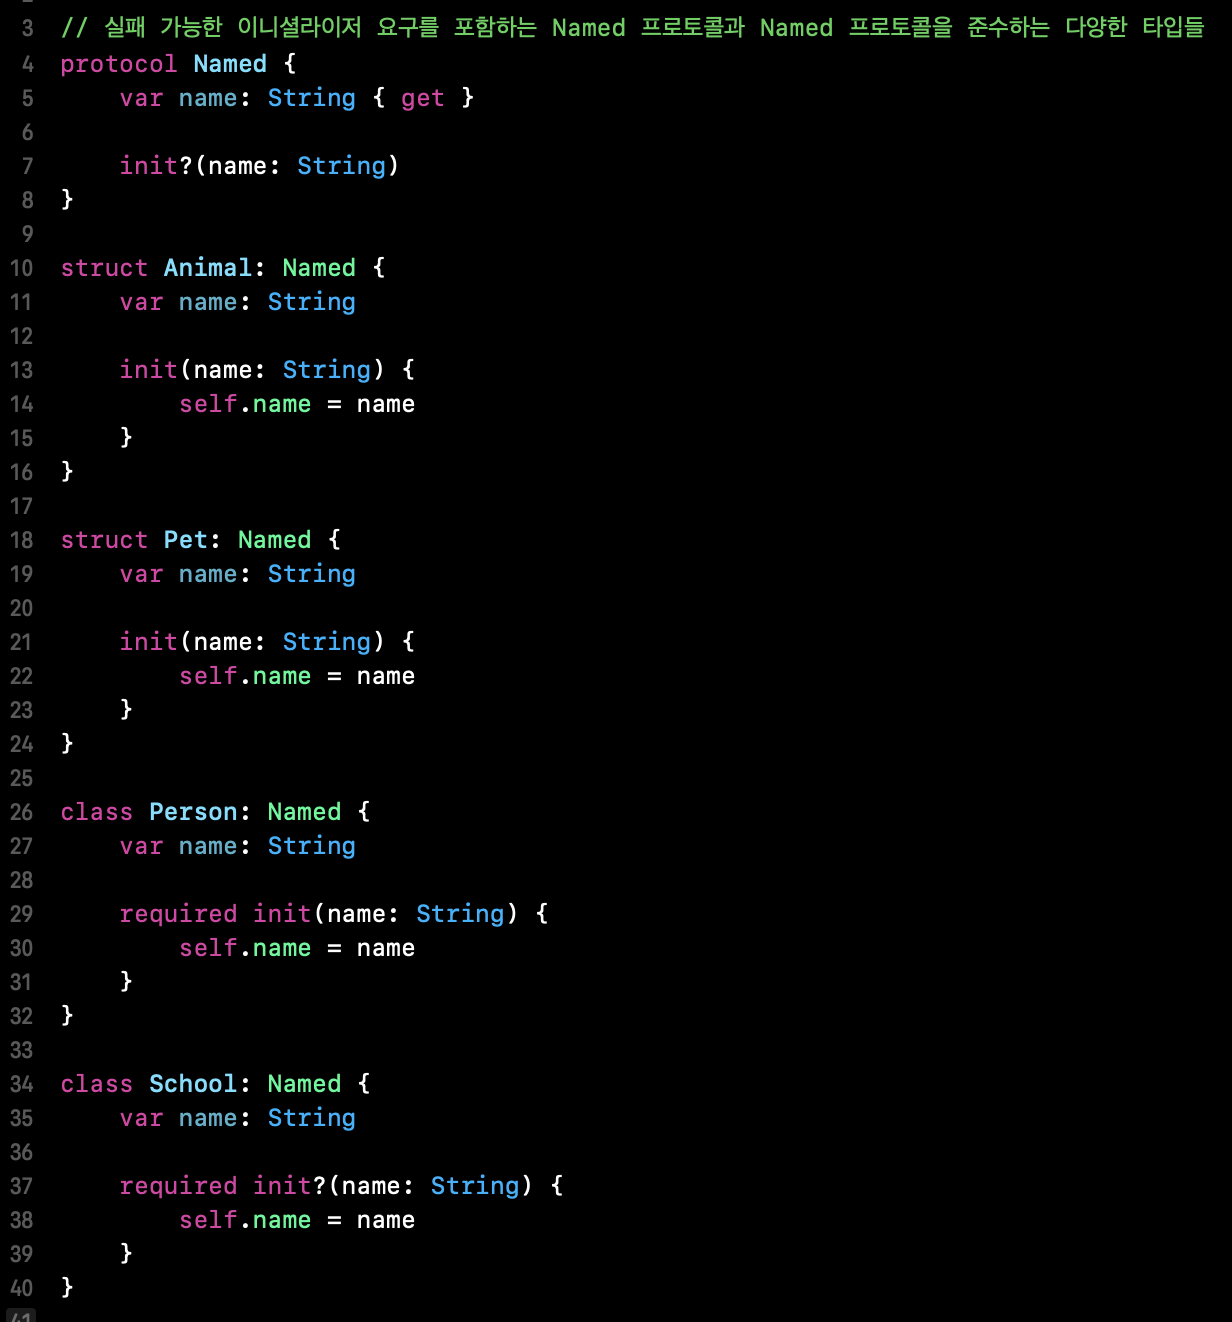 3 // 실패 가능한 이니셜라이저 요구를 포함하는 Named 프로토콜과 Named 프로토콜을 준수하는 다양한 타입들
4 protocol Named {
5     var name: String { get }
6
7     init?(name: String)
8 }
9
10 struct Animal: Named {
11     var name: String
12
13     init(name: String) {
14         self.name = name
15     }
16 }
17
18 struct Pet: Named {
19     var name: String
20
21     init(name: String) {
22         self.name = name
23     }
24 }
25
26 class Person: Named {
27     var name: String
28
29     required init(name: String) {
30         self.name = name
31     }
32 }
33
34 class School: Named {
35     var name: String
36
37     required init?(name: String) {
38         self.name = name
39     }
40 }
41